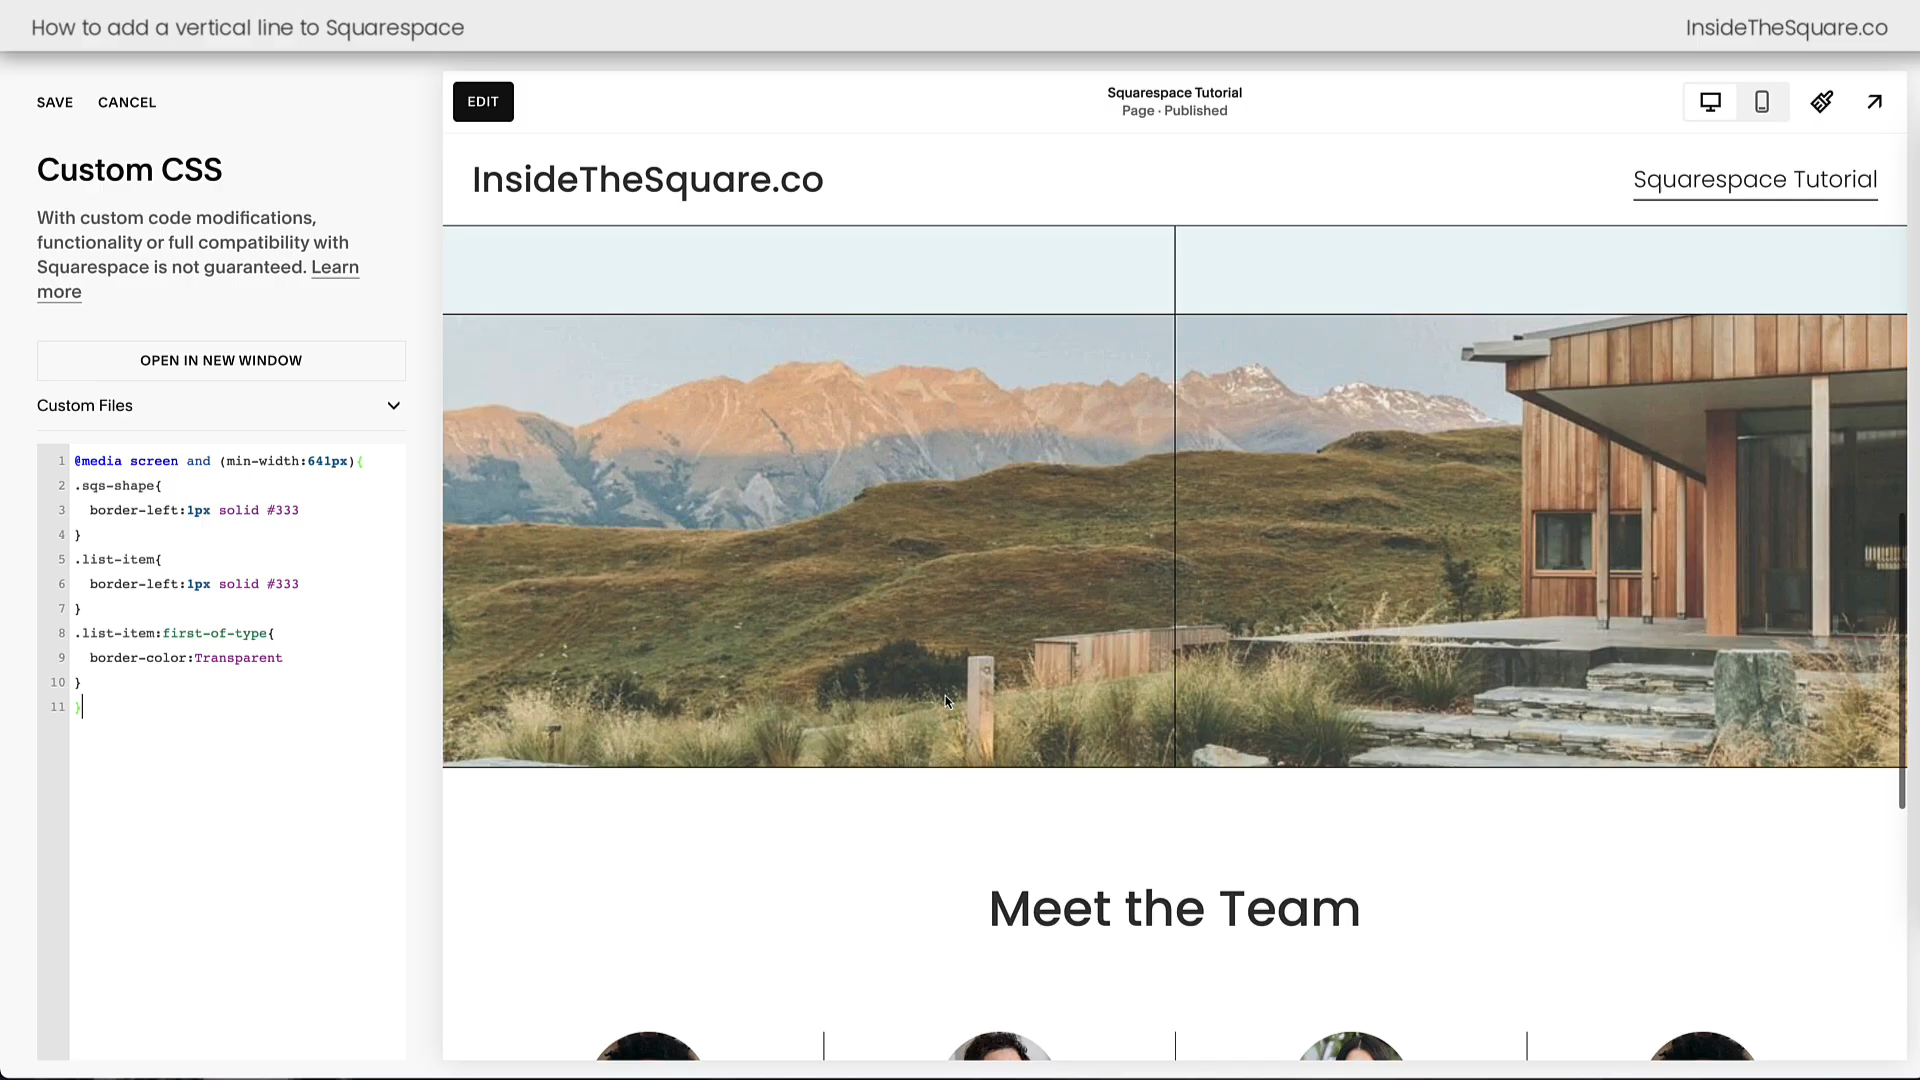 How to add a vertical line to Squarespace
InsideTheSquare.co
SAVE CANCEL
Custom CSS
With custom code modifications,
functionality or full compatibility with
Squarespace is not guaranteed. Learn
more
OPEN IN NEW WINDOW
Custom Files
1 @media screen and (min-width:641px){
2 .sqs-shape{
3 border-left:1px solid #333
4 }
5 .list-item{
6 border-left:1px solid #333
7 }
8 .list-item:first-of-type{
9 border-color:Transparent
10 }
11 }
EDIT
Squarespace Tutorial
Page · Published
InsideTheSquare.co
Squarespace Tutorial
Meet the Team